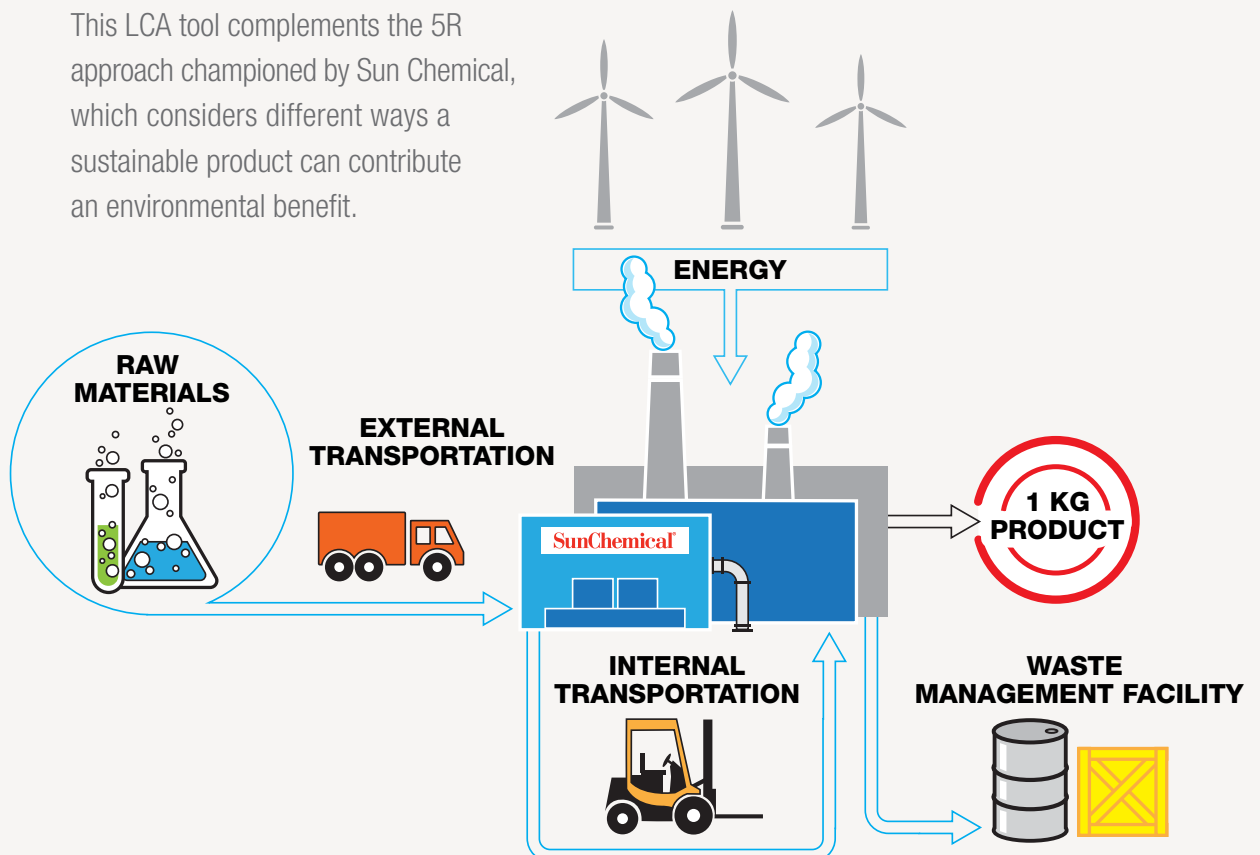 This LCA tool complements the 5R
approach championed by Sun Chemical,
which considers different ways a
sustainable product can contribute
an environmental benefit.
ENERGY
RAW
MATERIALS
EXTERNAL
TRANSPORTATION
SunChemical®
1 KG
PRODUCT
INTERNAL
TRANSPORTATION
WASTE
MANAGEMENT FACILITY